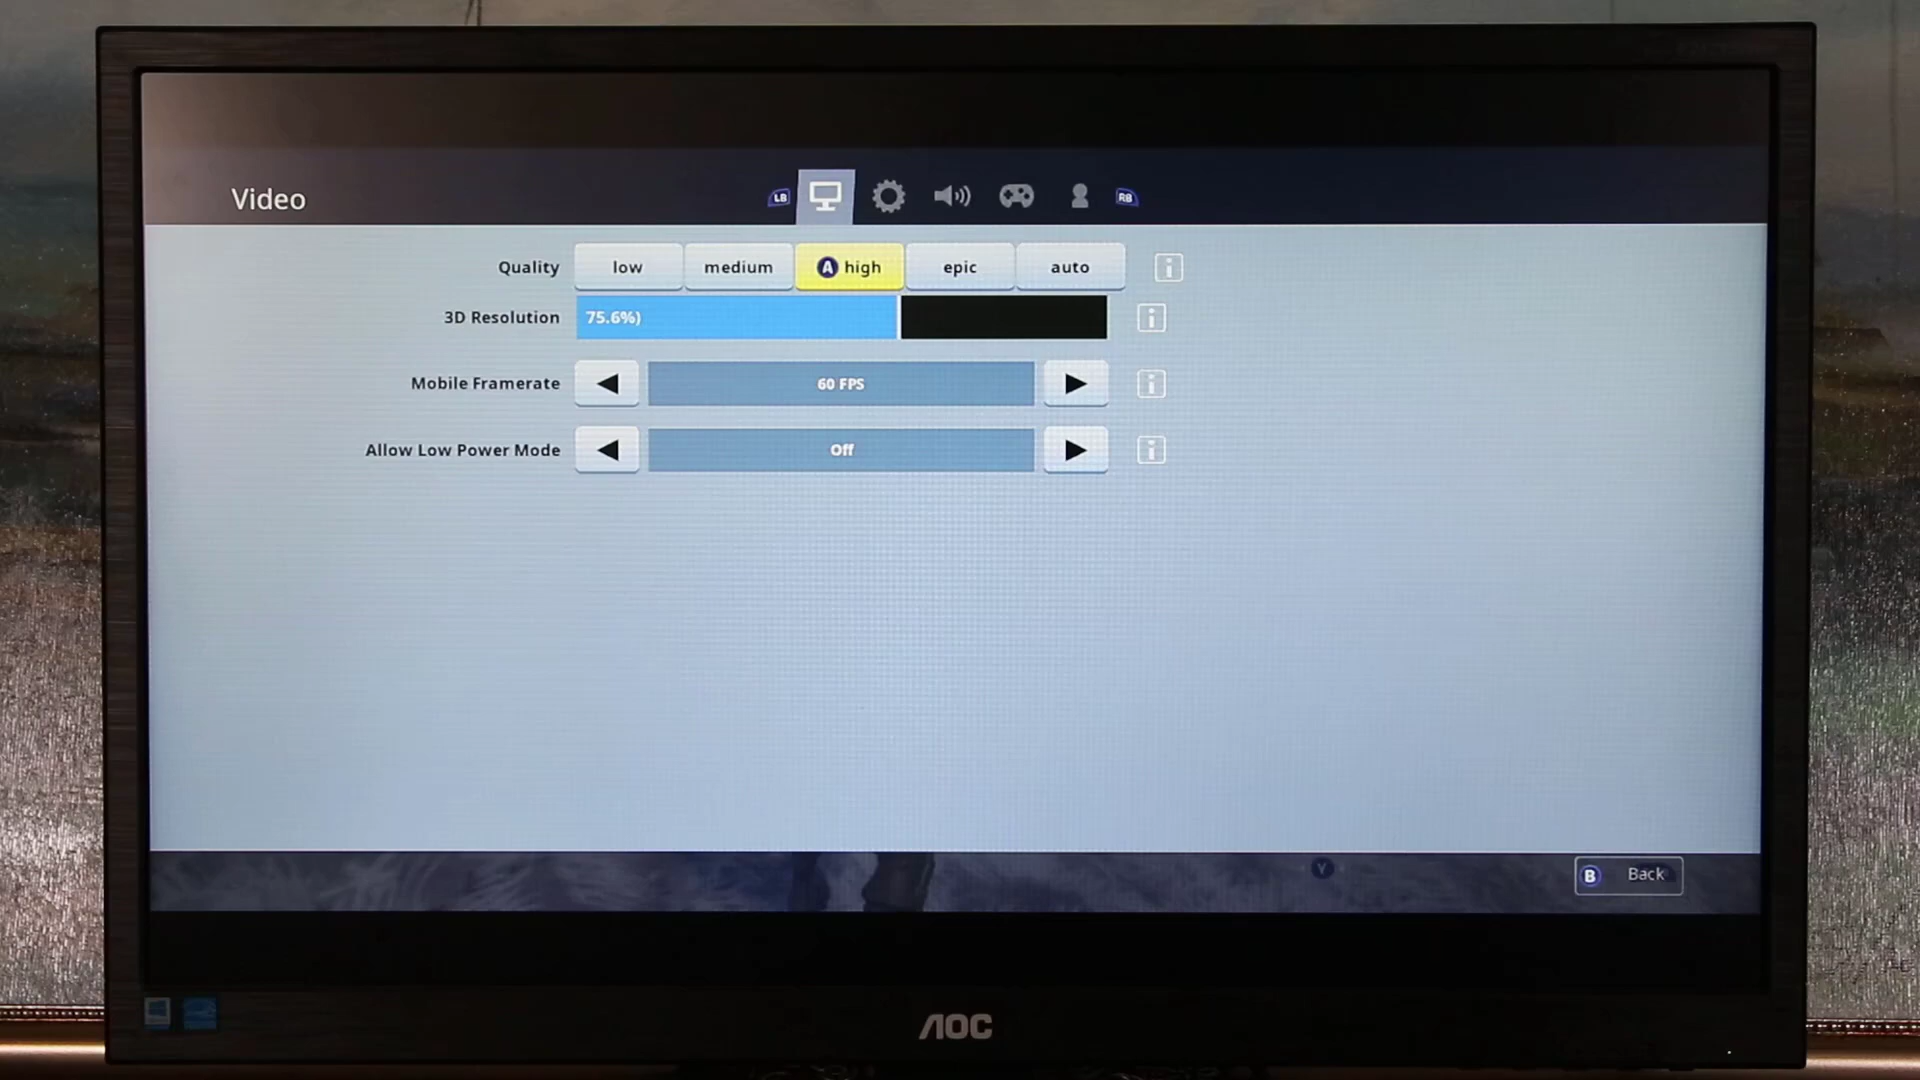 Video
LB
RB
Quality
low
medium
A high
epic
auto
i
3D Resolution
75.6%)
i
Mobile Framerate
60 FPS
i
Allow Low Power Mode
Off
i
Y
B Back
AOC